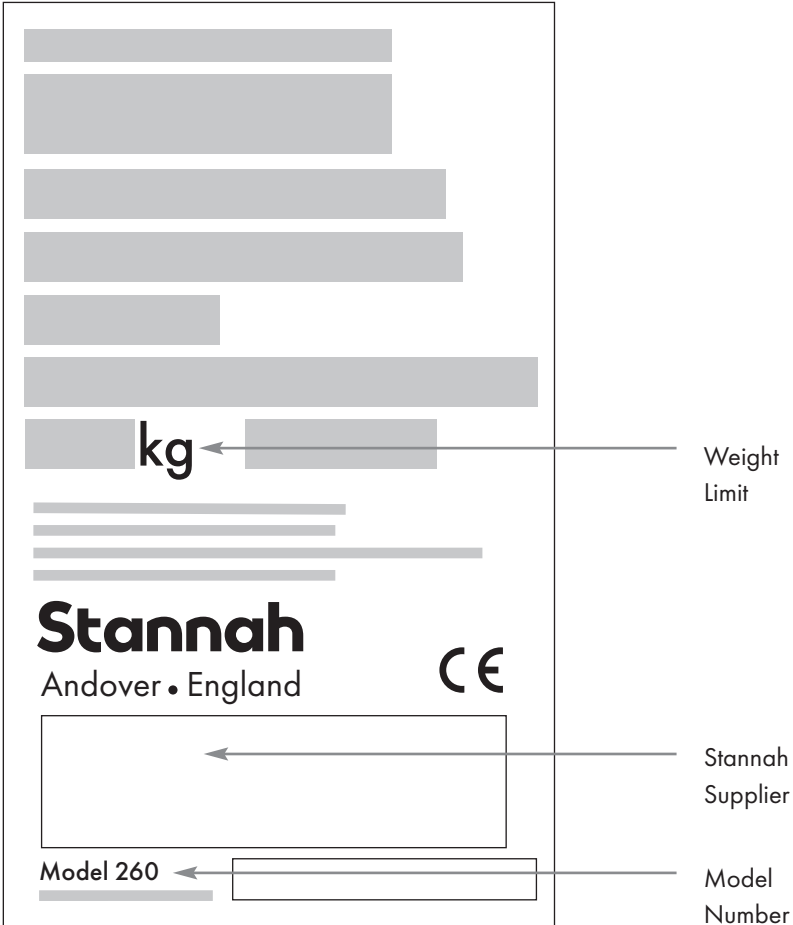 kg
Weight
Limit
Stannah
Andover • England
CE
Stannah
Supplier
Model 260
Model
Number